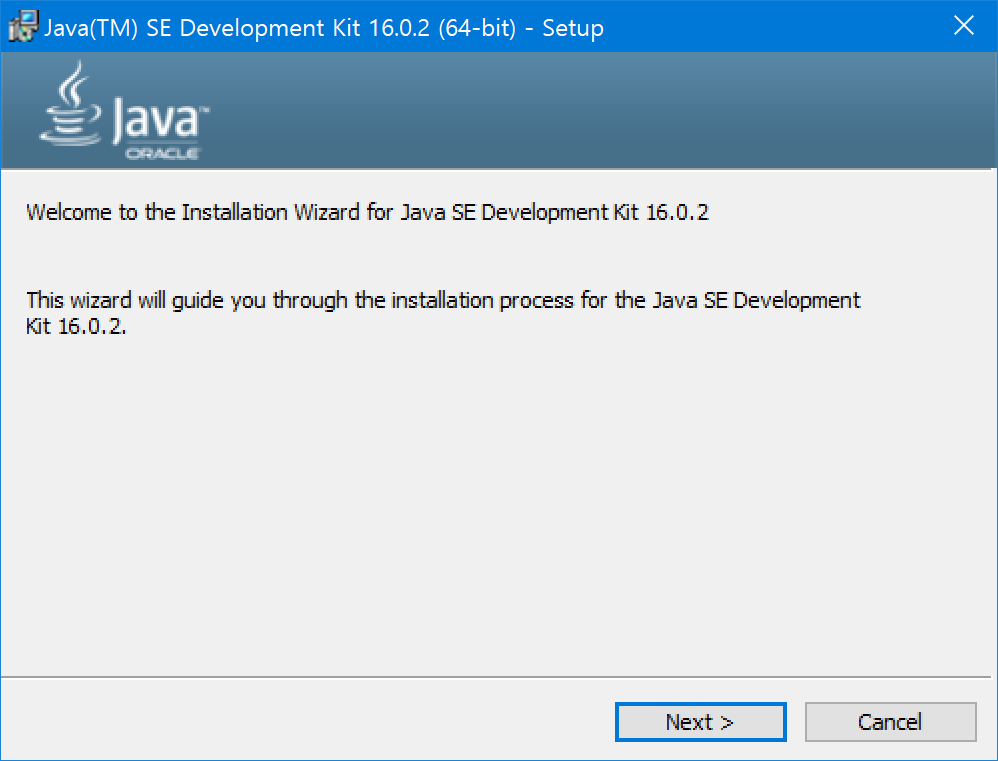 Java(TM) SE Development Kit 16.0.2 (64-bit) - Setup
Java™
ORACLE
Welcome to the Installation Wizard for Java SE Development Kit 16.0.2
This wizard will guide you through the installation process for the Java SE Development
Kit 16.0.2.
Next >
Cancel